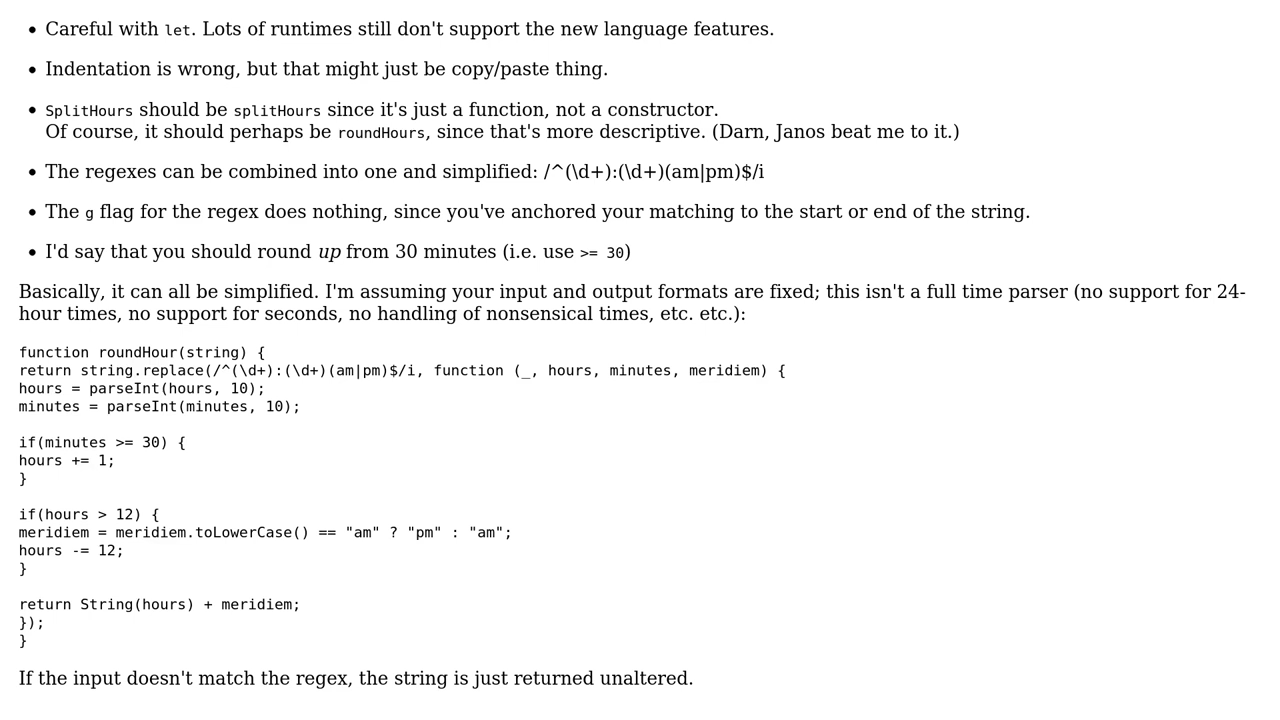 • Careful with let. Lots of runtimes still don't support the new language features.
• Indentation is wrong, but that might just be copy/paste thing.
• SplitHours should be splitHours since it's just a function, not a constructor.
Of course, it should perhaps be roundHours, since that's more descriptive. (Darn, Janos beat me to it.)
• The regexes can be combined into one and simplified: /^(\d+):(\d+)(am|pm)$/i
• The g flag for the regex does nothing, since you've anchored your matching to the start or end of the string.
• I'd say that you should round up from 30 minutes (i.e. use >= 30)
Basically, it can all be simplified. I'm assuming your input and output formats are fixed; this isn't a full time parser (no support for 24-
hour times, no support for seconds, no handling of nonsensical times, etc. etc.):
function roundHour(string) {
return string.replace(/^(\d+):(\d+)(am|pm)$/i, function (_, hours, minutes, meridiem) {
hours = parseInt(hours, 10);
minutes = parseInt(minutes, 10);
if(minutes >= 30) {
hours += 1;
}
if(hours > 12) {
meridiem = meridiem.toLowerCase() == "am" ? "pm" : "am";
hours -= 12;
}
return String(hours) + meridiem;
});
}
If the input doesn't match the regex, the string is just returned unaltered.